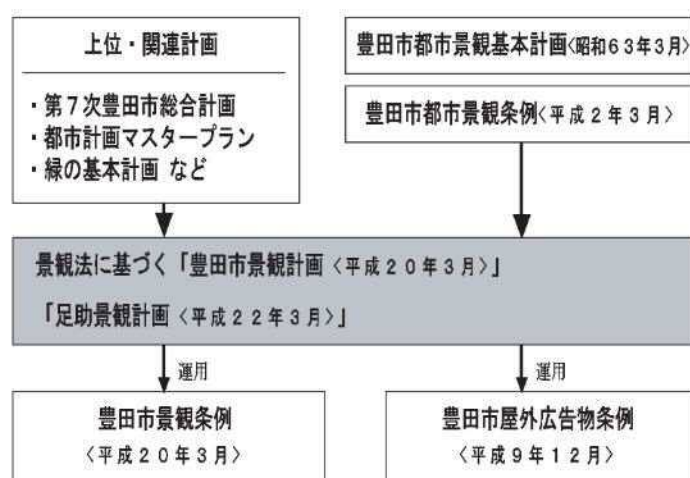 上位・関連計画
・第７次豊田市総合計画
・都市計画マスタープラン
・緑の基本計画 など
豊田市都市景観基本計画<昭和６３年３月>
豊田市都市景観条例<平成２年３月>
景観法に基づく「豊田市景観計画〈平成２０年３月〉」
「足助景観計画〈平成２２年３月〉」
運用
運用
豊田市景観条例
〈平成２０年３月〉
豊田市屋外広告物条例
〈平成９年１２月〉